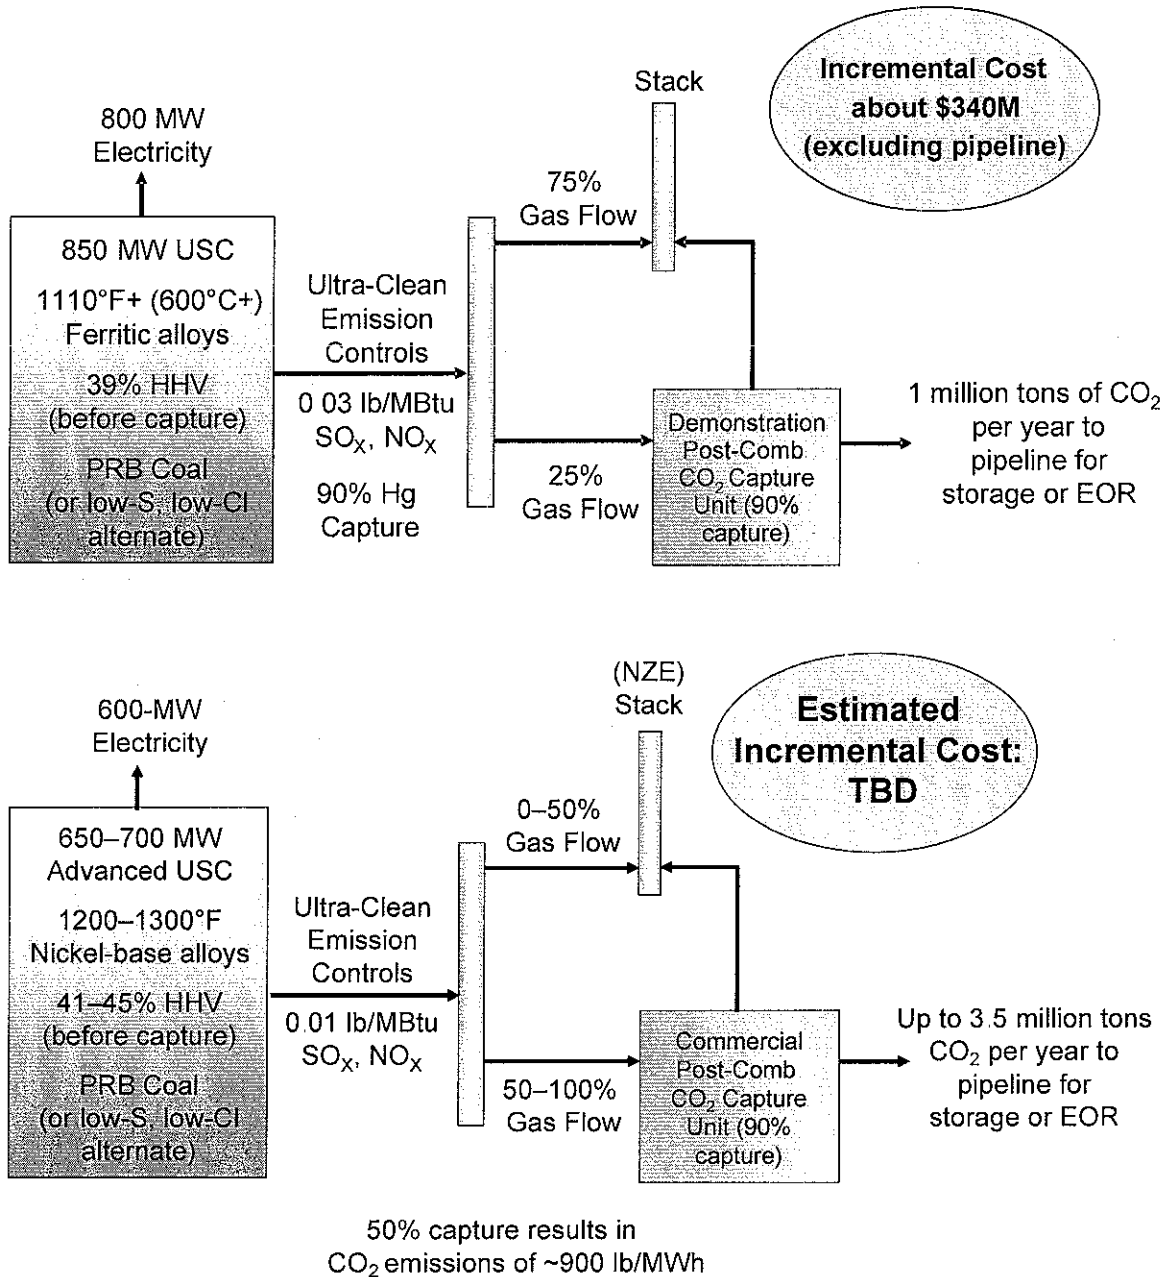 Incremental Cost
about $340M
(excluding pipeline)
Stack
800 MW
Electricity
75%
Gas Flow
850 MW USC
1110°F+ (600°C+)
Ferritic alloys
39% HHV
(before capture)
PRB Coal
(or low-S, low-Cl
alternate)
Ultra-Clean
Emission
Controls
0 03 lb/MBtu
SOX, NOX
90% Hg
Capture
25%
Gas Flow
Demonstration
Post-Comb
CO2 Capture
Unit (90%
capture)
1 million tons of CO2
per year to
pipeline for
storage or EOR
(NZE)
Stack
Estimated
Incremental Cost:
TBD
600-MW
Electricity
0–50%
Gas Flow
650–700 MW
Advanced USC
1200–1300°F
Nickel-base alloys
41–45% HHV
(before capture)
PRB Coal
(or low-S, low-Cl
alternate)
Ultra-Clean
Emission
Controls
0.01 lb/MBtu
SOX, NOX
50–100%
Gas Flow
Commercial
Post-Comb
CO2 Capture
Unit (90%
capture)
Up to 3.5 million tons
CO2 per year to
pipeline for
storage or EOR
50% capture results in
CO2 emissions of ~900 lb/MWh